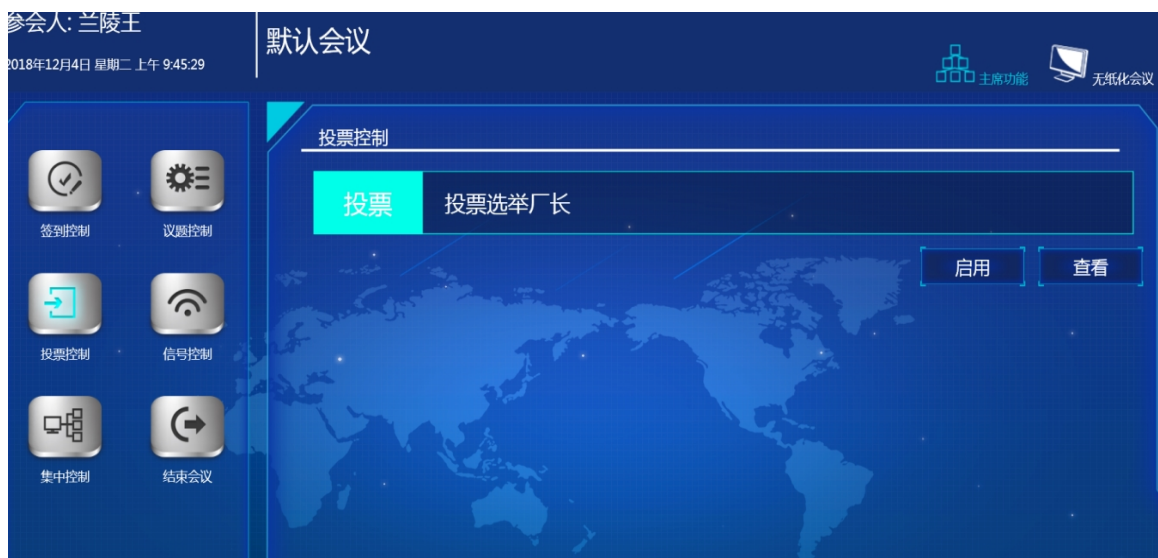 参会人: 兰陵王
2018年12月4日 星期二 上午 9:45:29
默认会议
主席功能
无纸化会议
签到控制
议题控制
投票控制
信号控制
集中控制
结束会议
投票控制
投票
投票选举厂长
启用
查看